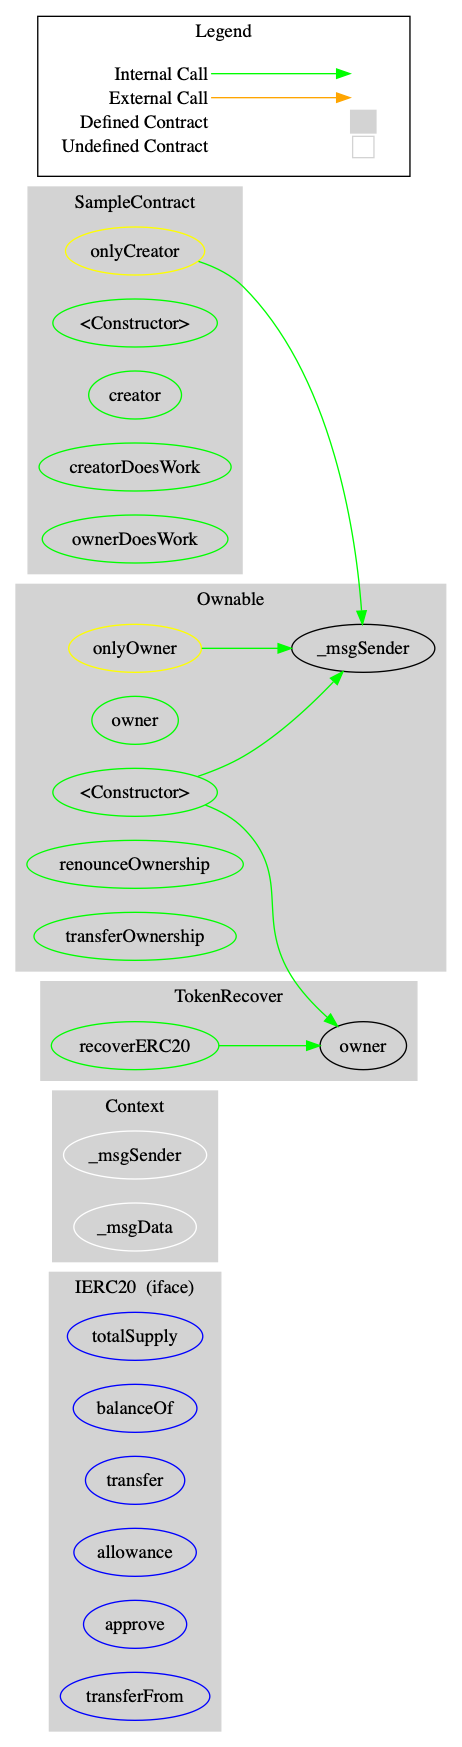 Legend
Internal Call
External Call
Defined Contract
Undefined Contract
SampleContract
onlyCreator
<Constructor>
creator
creatorDoesWork
ownerDoesWork
Ownable
onlyOwner
_msgSender
owner
<Constructor>
renounceOwnership
transferOwnership
TokenRecover
recoverERC20
owner
Context
_msgSender
_msgData
IERC20  (iface)
totalSupply
balanceOf
transfer
allowance
approve
transferFrom